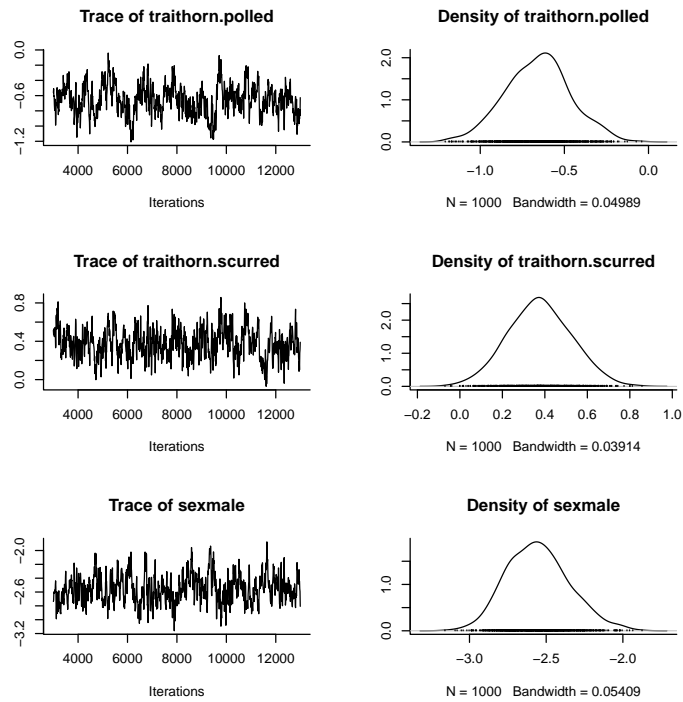 Trace of traithorn.polled
0.0
−0.6
−1.2
4000 6000 8000 10000 12000
Iterations
Density of traithorn.polled
2.0
1.0
0.0
−1.0 −0.5 0.0
N = 1000 Bandwidth = 0.04989
Trace of traithorn.scurred
0.8
0.4
0.0
4000 6000 8000 10000 12000
Iterations
Density of traithorn.scurred
2.0
1.0
0.0
−0.2 0.0 0.2 0.4 0.6 0.8 1.0
N = 1000 Bandwidth = 0.03914
Trace of sexmale
−2.0
−2.6
−3.2
4000 6000 8000 10000 12000
Iterations
Density of sexmale
1.0
0.0
−3.0 −2.5 −2.0
N = 1000 Bandwidth = 0.05409